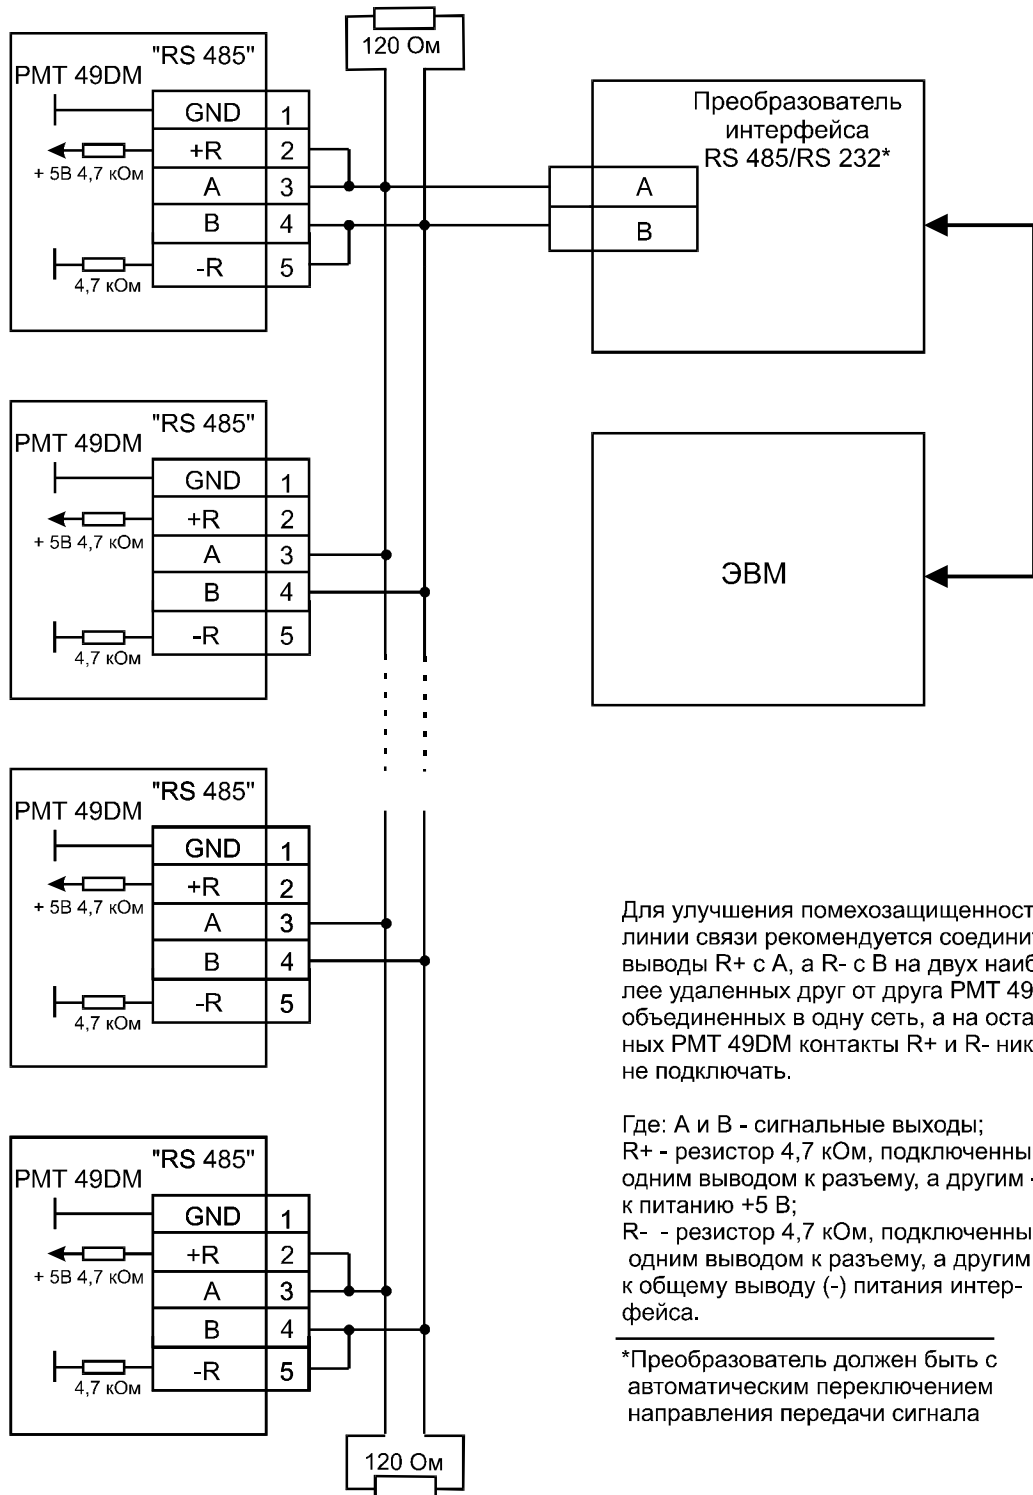 120 Ом
"RS 485"
РМТ 49DM
GND 1
+R 2
+ 5В 4,7 кОм
A 3
B 4
-R 5
4,7 кОм
Преобразователь
интерфейса
RS 485/RS 232*
A
B
"RS 485"
РМТ 49DM
GND 1
+R 2
+ 5В 4,7 кОм
A 3
B 4
-R 5
4,7 кОм
ЭВМ
"RS 485"
РМТ 49DM
GND 1
+R 2
+ 5В 4,7 кОм
A 3
B 4
-R 5
4,7 кОм
"RS 485"
РМТ 49DM
GND 1
+R 2
+ 5В 4,7 кОм
A 3
B 4
-R 5
4,7 кОм
120 Ом
Для улучшения помехозащищенност
линии связи рекомендуется соедини
выводы R+ с А, а R- с В на двух наиб
лее удаленных друг от друга РМТ 49
объединенных в одну сеть, а на оста
ных РМТ 49DM контакты R+ и R- ник
не подключать.
Где: А и В - сигнальные выходы;
R+ - резистор 4,7 кОм, подключенны
одним выводом к разъему, а другим -
к питанию +5 В;
R- - резистор 4,7 кОм, подключенны
одним выводом к разъему, а другим
к общему выводу (-) питания интер-
фейса.
*Преобразователь должен быть с
автоматическим переключением
направления передачи сигнала